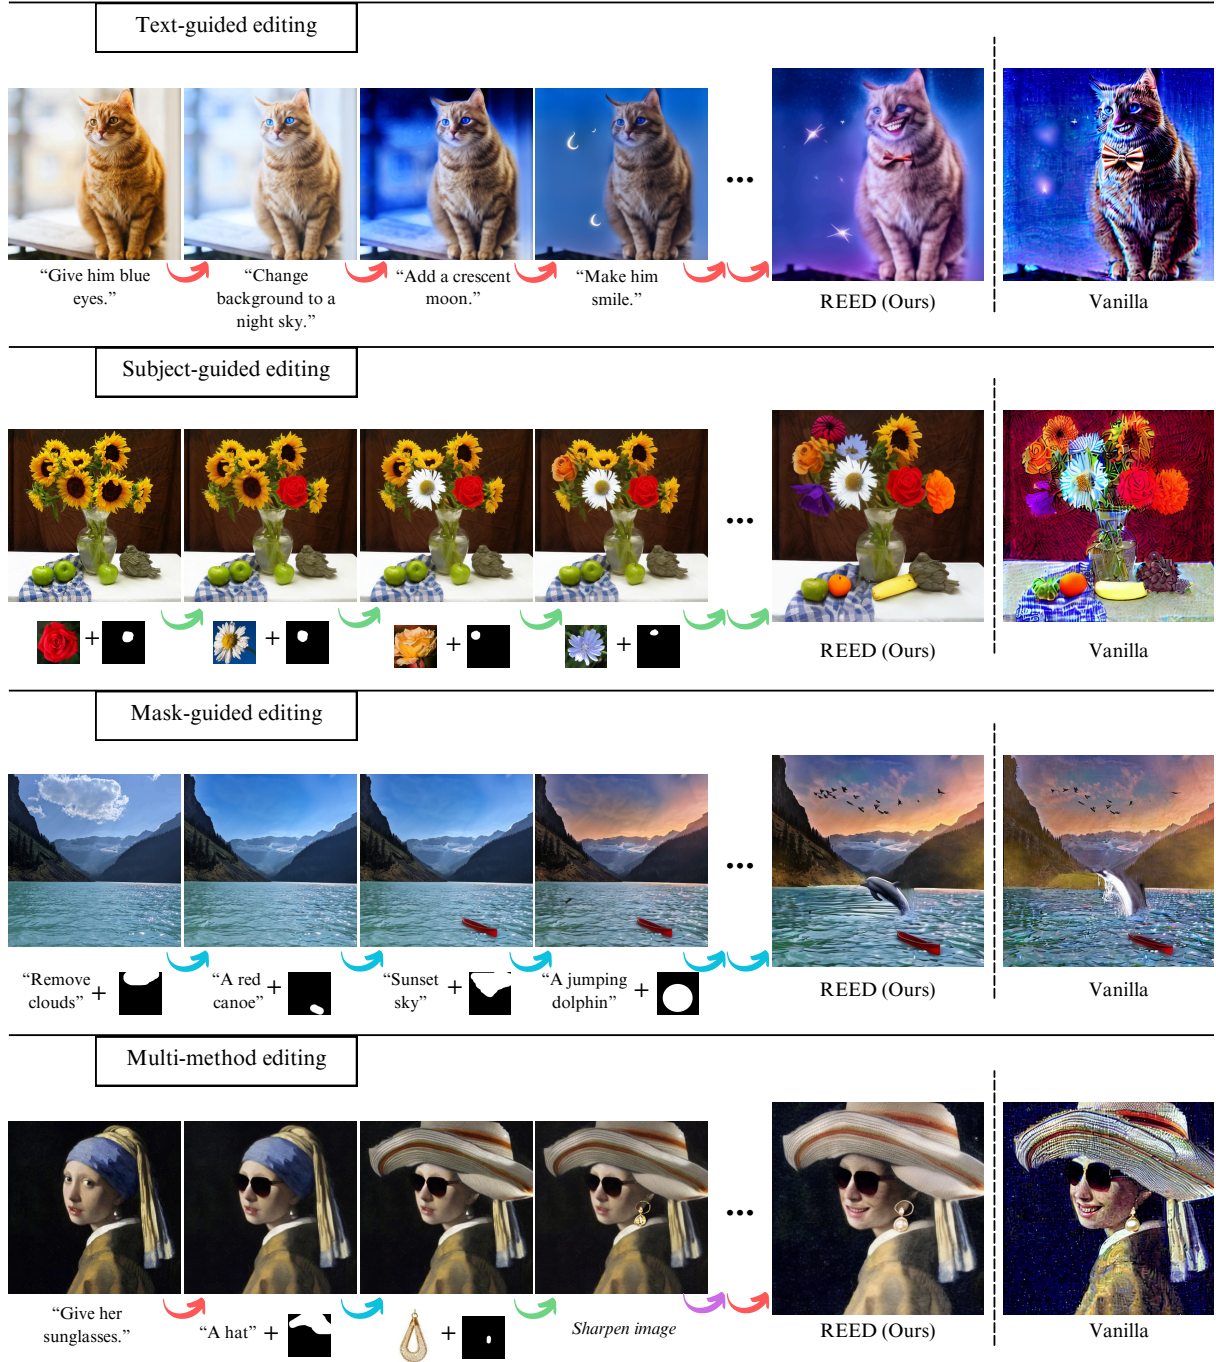 Text-guided editing
“Give him blue
eyes.”
“Change
background to a
night sky.”
“Add a crescent
moon.”
“Make him
smile.”
...
REED (Ours)
Vanilla
Subject-guided editing
+
+
+
+
...
REED (Ours)
Vanilla
Mask-guided editing
“Remove
clouds” +
“A red
canoe” +
“Sunset
sky” +
“A jumping
dolphin” +
...
REED (Ours)
Vanilla
Multi-method editing
“Give her
sunglasses.”
“A hat” +
+
Sharpen image
...
REED (Ours)
Vanilla